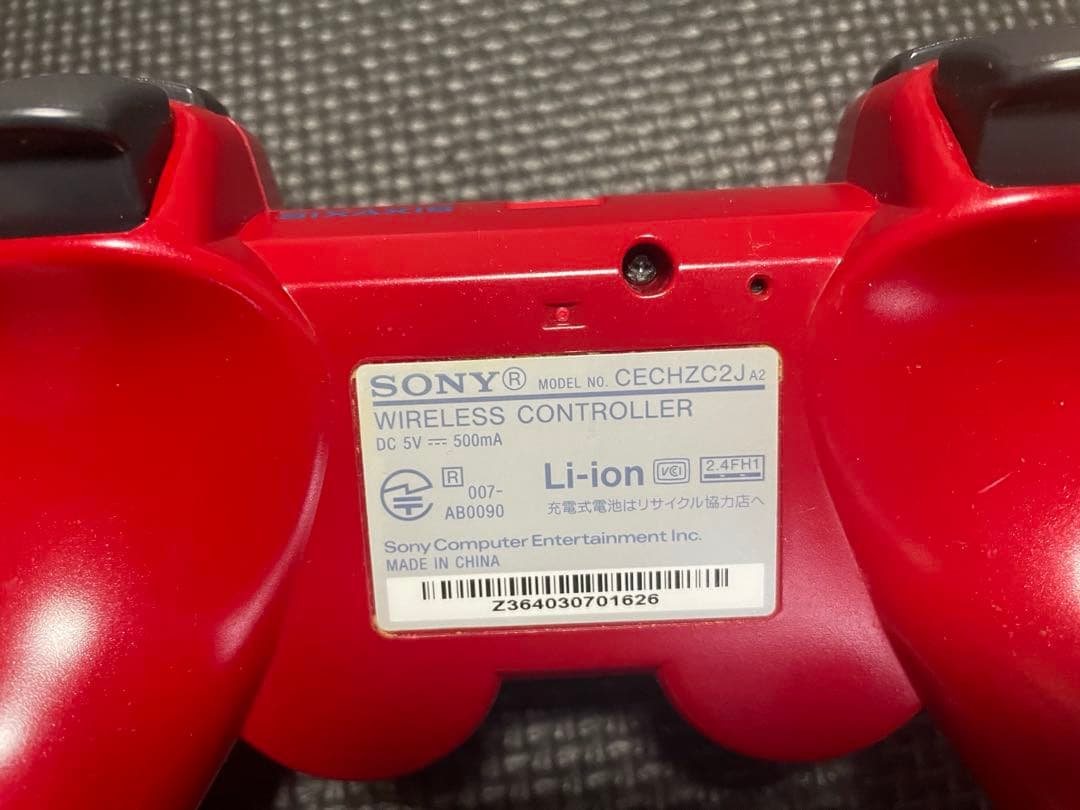 SIXAXIS
SONY® MODEL NO. CECHZC2J A2
WIRELESS CONTROLLER
DC 5V ⎓ 500mA
R 007-
AB0090
Li-ion VCI 2.4FH1
充電式電池はリサイクル協力店へ
Sony Computer Entertainment Inc.
MADE IN CHINA
Z364030701626